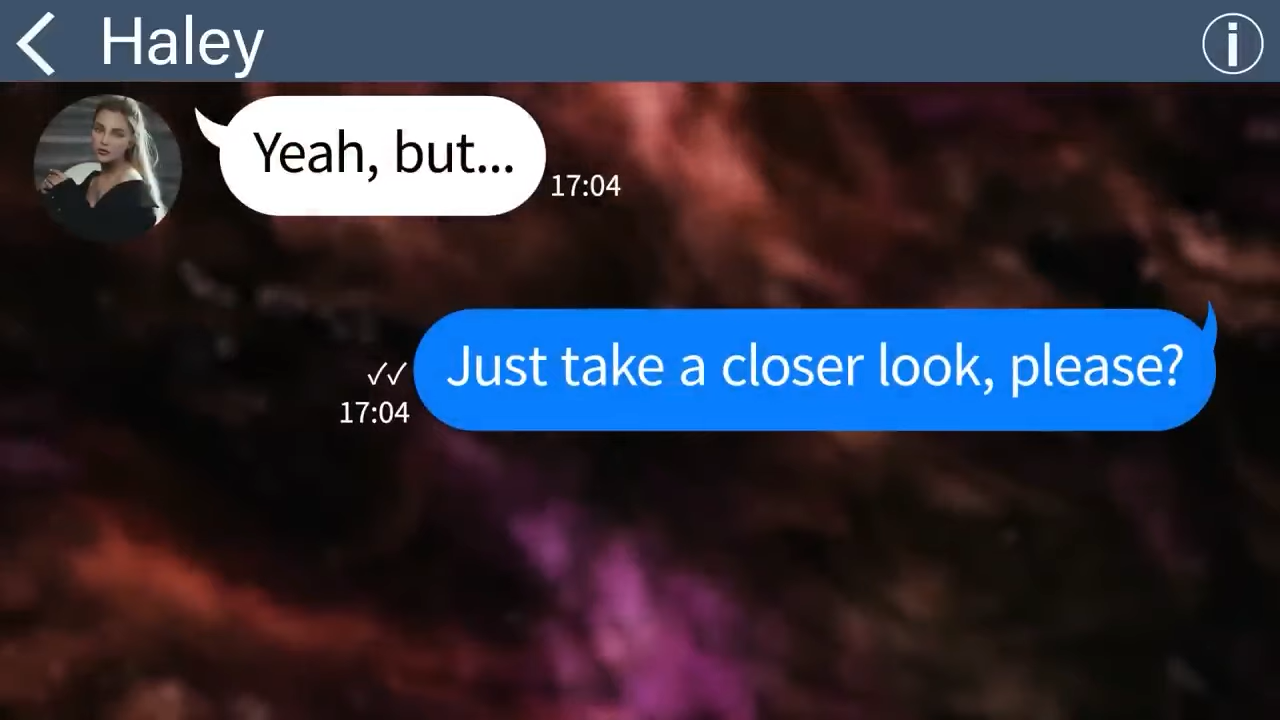 Haley
Yeah, but...
17:04
Just take a closer look, please?
✓✓
17:04